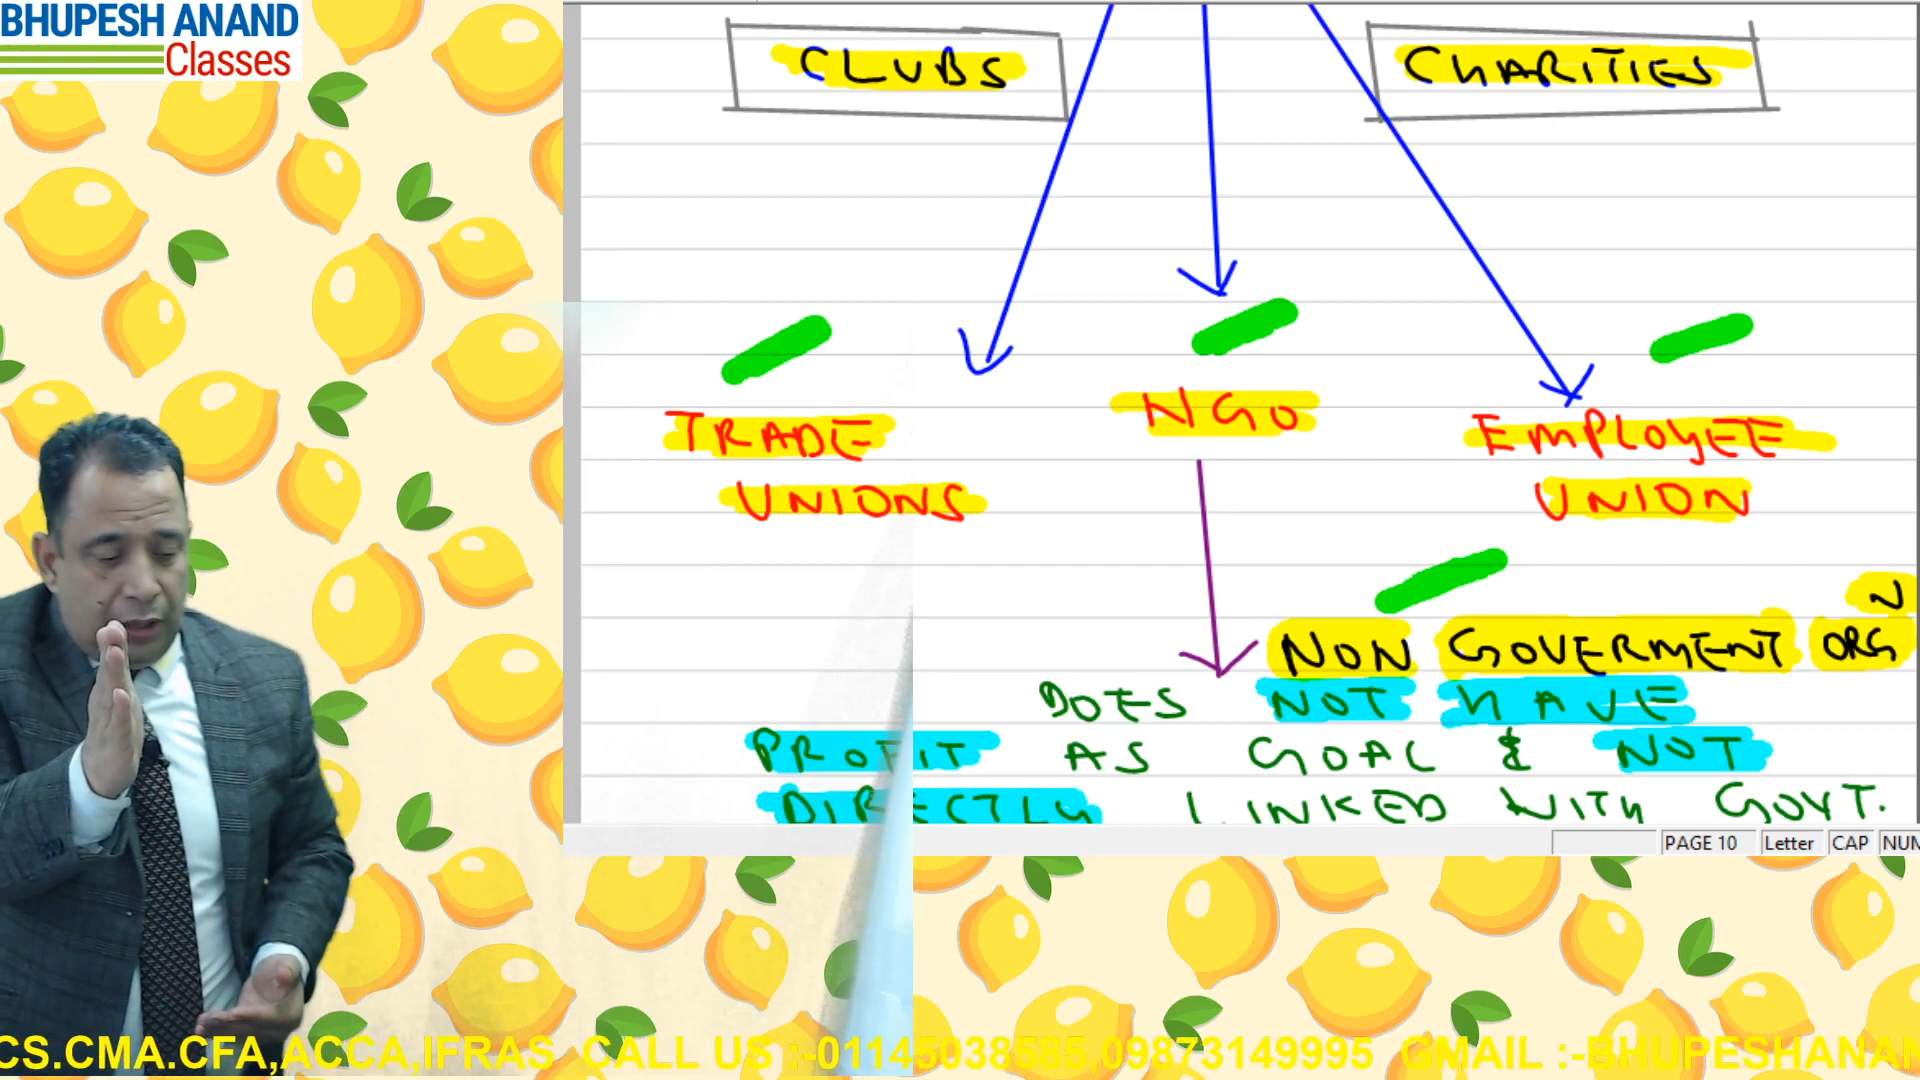 BHUPESH ANAND
Classes
CLUBS
CHARITIES
TRADE
UNIONS
NGO
EMPLOYEE
UNION
N
NON GOVERMENT ORG
DOES NOT HAVE
PROFIT AS GOAL & NOT
DIRECTLY LINKED WITH GOVT.
PAGE 10 Letter CAP NUM
CS.CMA.CFA,ACCA,IFRAS CALL US :-01145038585,09873149995 GMAIL :-BHUPESHANAN